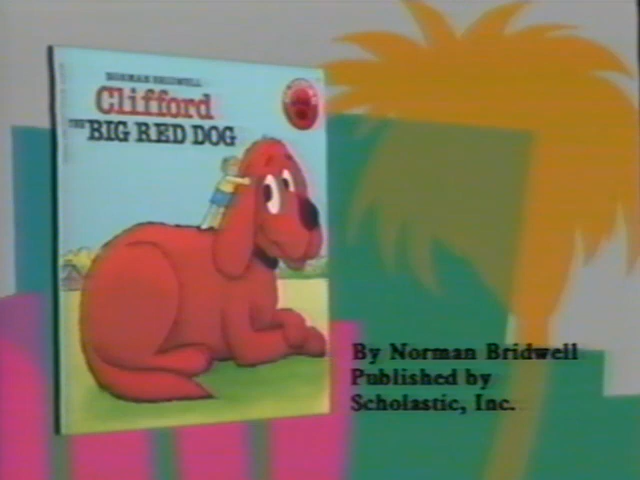 NORMAN BRIDWELL
Clifford
THE BIG RED DOG
By Norman Bridwell
Published by
Scholastic, Inc.